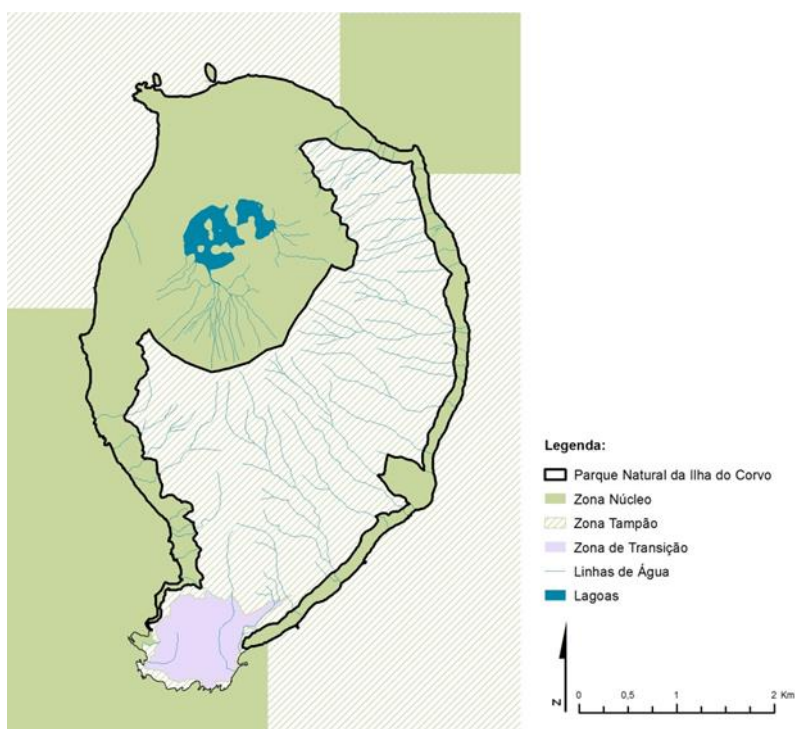 Legenda:
Parque Natural da Ilha do Corvo
Zona Núcleo
Zona Tampão
Zona de Transição
Linhas de Água
Lagoas
N
0 0,5 1 2 Km